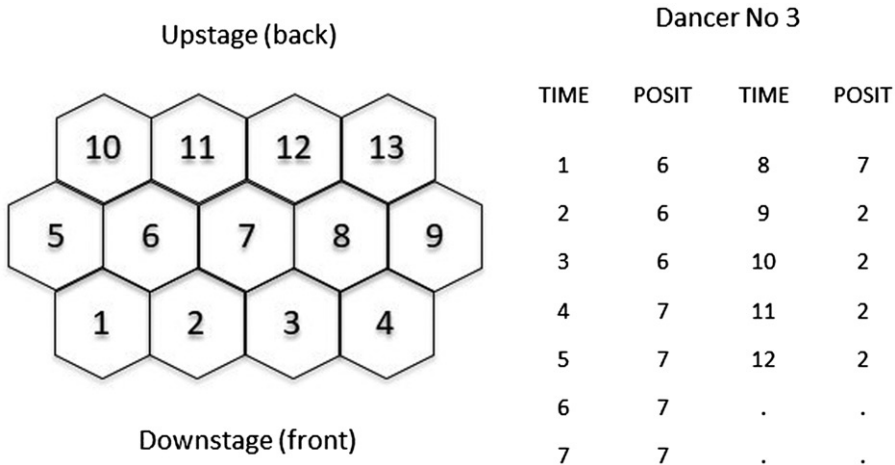 Upstage (back)
10 11 12 13
5 6 7 8 9
1 2 3 4
Downstage (front)
Dancer No 3
TIME POSIT TIME POSIT
1 6 8 7
2 6 9 2
3 6 10 2
4 7 11 2
5 7 12 2
6 7 . .
7 7 . .